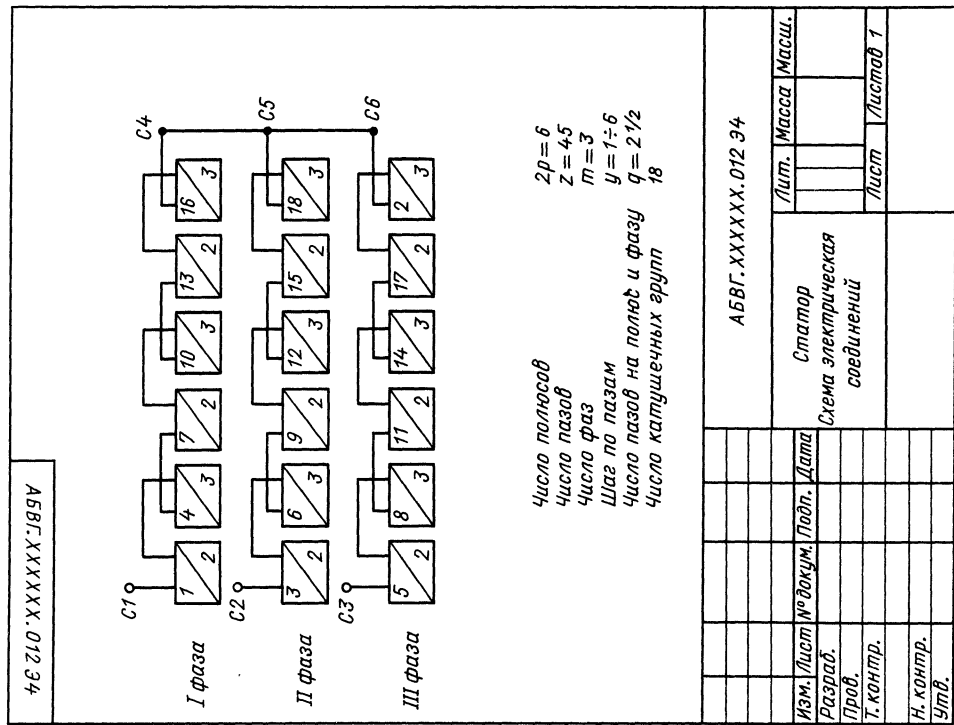 АБВГ.XXXXXX.012 Э4
C1
1 2
4 3
7 2
10 3
13 2
16 3
C4
I фаза
C2
3 2
6 3
9 2
12 3
15 2
18 3
C5
II фаза
C3
5 2
8 3
11 2
14 3
17 2
2 3
C6
III фаза
Число полюсов 2p=6
Число пазов z=45
Число фаз m=3
Шаг по пазам y=1÷6
Число пазов на полюс и фазу q=2 1/2
Число катушечных групп 18
АБВГ.XXXXXX.012 Э4
Изм. Лист № докум. Подп. Дата
Разраб.
Пров.
Т. контр.
Н. контр.
Утв.
Статор
Схема электрическая
соединений
Лит. Масса Масш.
Лист Листов 1